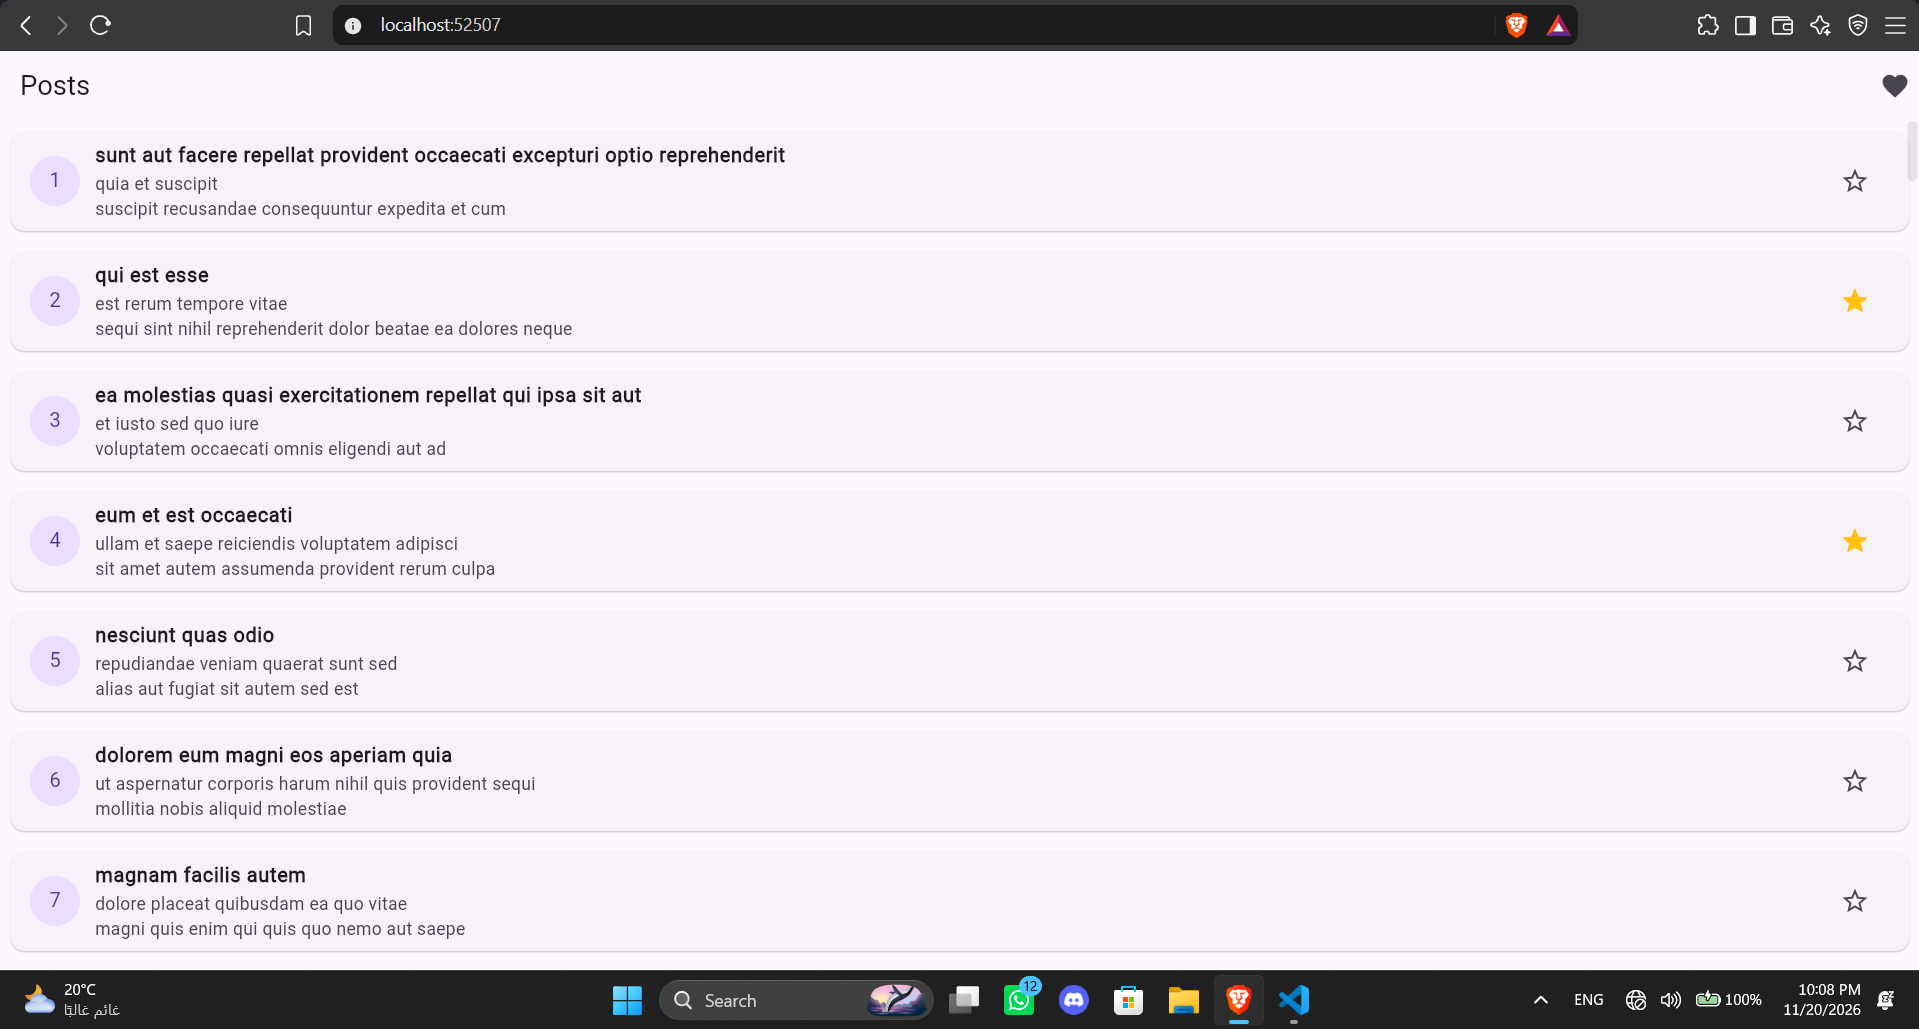 localhost:52507
Posts
1
sunt aut facere repellat provident occaecati excepturi optio reprehenderit
quia et suscipit
suscipit recusandae consequuntur expedita et cum
2
qui est esse
est rerum tempore vitae
sequi sint nihil reprehenderit dolor beatae ea dolores neque
3
ea molestias quasi exercitationem repellat qui ipsa sit aut
et iusto sed quo iure
voluptatem occaecati omnis eligendi aut ad
4
eum et est occaecati
ullam et saepe reiciendis voluptatem adipisci
sit amet autem assumenda provident rerum culpa
5
nesciunt quas odio
repudiandae veniam quaerat sunt sed
alias aut fugiat sit autem sed est
6
dolorem eum magni eos aperiam quia
ut aspernatur corporis harum nihil quis provident sequi
mollitia nobis aliquid molestiae
7
magnam facilis autem
dolore placeat quibusdam ea quo vitae
magni quis enim qui quis quo nemo aut saepe
20°C
غائم غالبًا
Search
12
ENG
100%
10:08 PM
11/20/2026